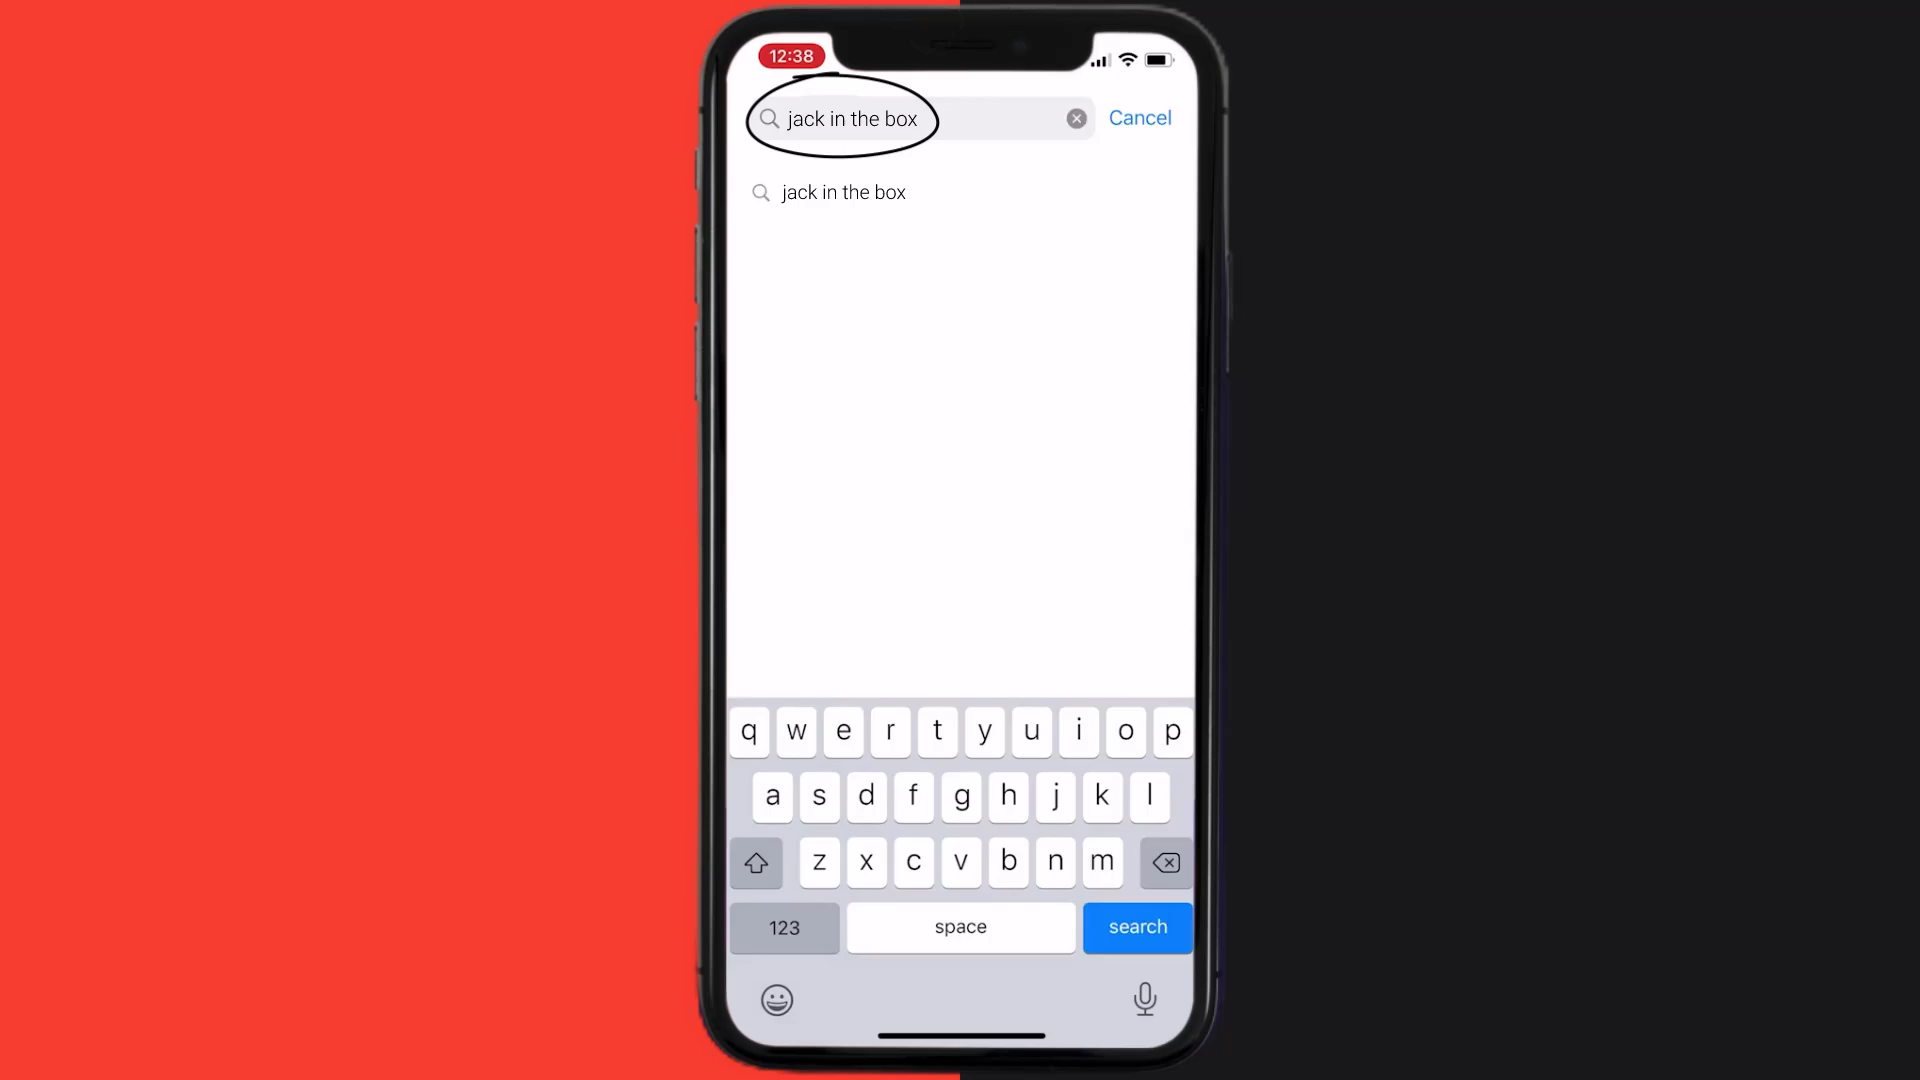 12:38
jack in the box
Cancel
jack in the box
q w e r t y u i o p
a s d f g h j k l
z x c v b n m
123 space search